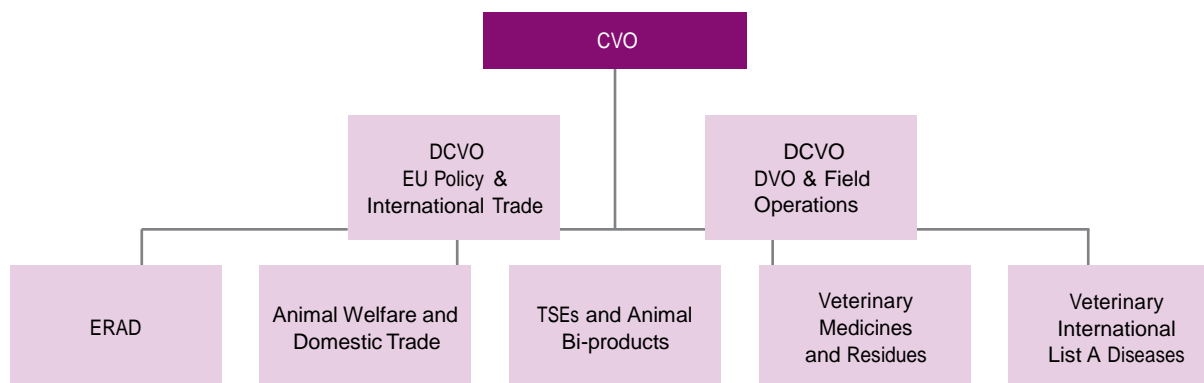 CVO
DCVO
EU Policy &
International Trade
DCVO
DVO & Field
Operations
ERAD
Animal Welfare and
Domestic Trade
TSEs and Animal
Bi-products
Veterinary
Medicines
and Residues
Veterinary
International
List A Diseases